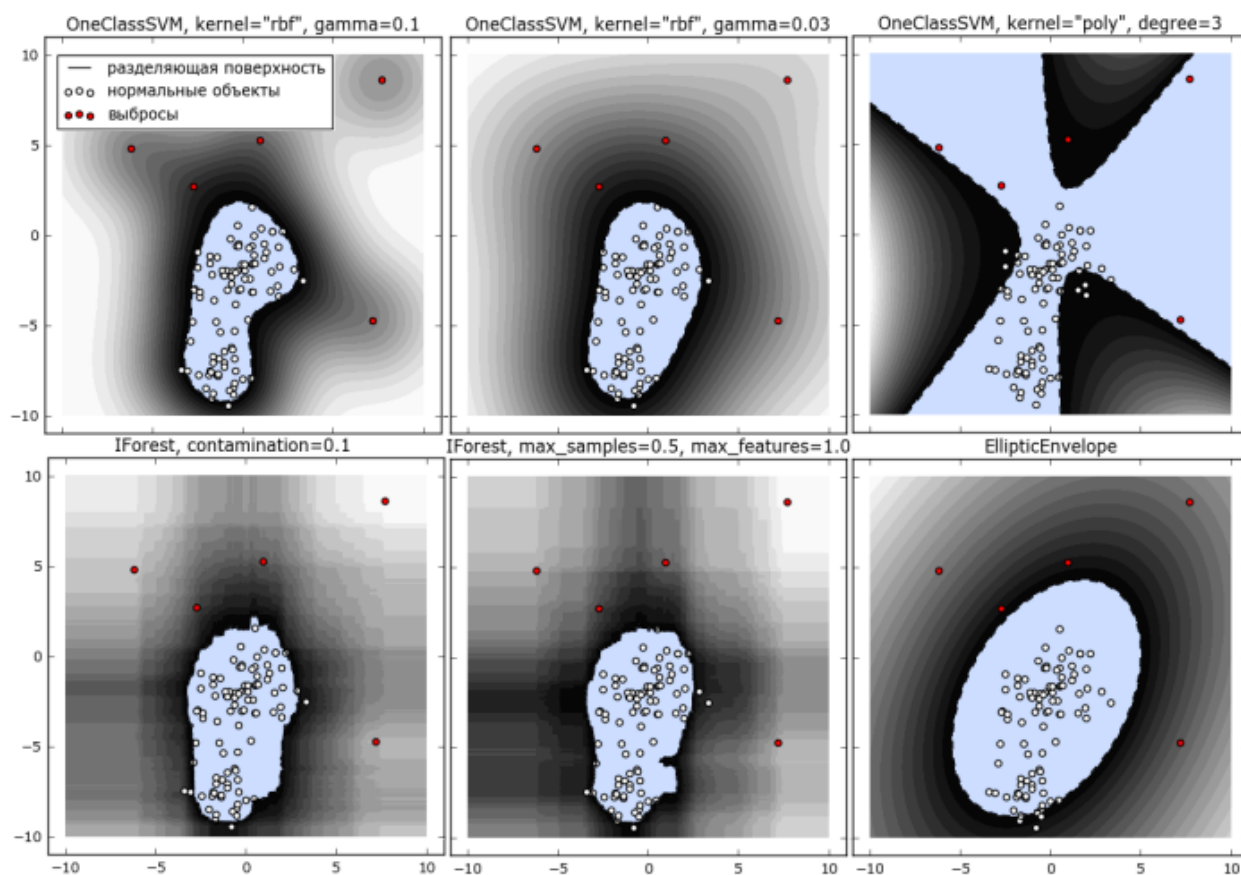 OneClassSVM, kernel="rbf", gamma=0.1
OneClassSVM, kernel="rbf", gamma=0.03
OneClassSVM, kernel="poly", degree=3
разделяющая поверхность
нормальные объекты
выбросы
10
5
0
−5
−10
IForest, contamination=0.1
IForest, max_samples=0.5, max_features=1.0
EllipticEnvelope
10
5
0
−5
−10
−10 −5 0 5 10
−10 −5 0 5 10
−10 −5 0 5 10